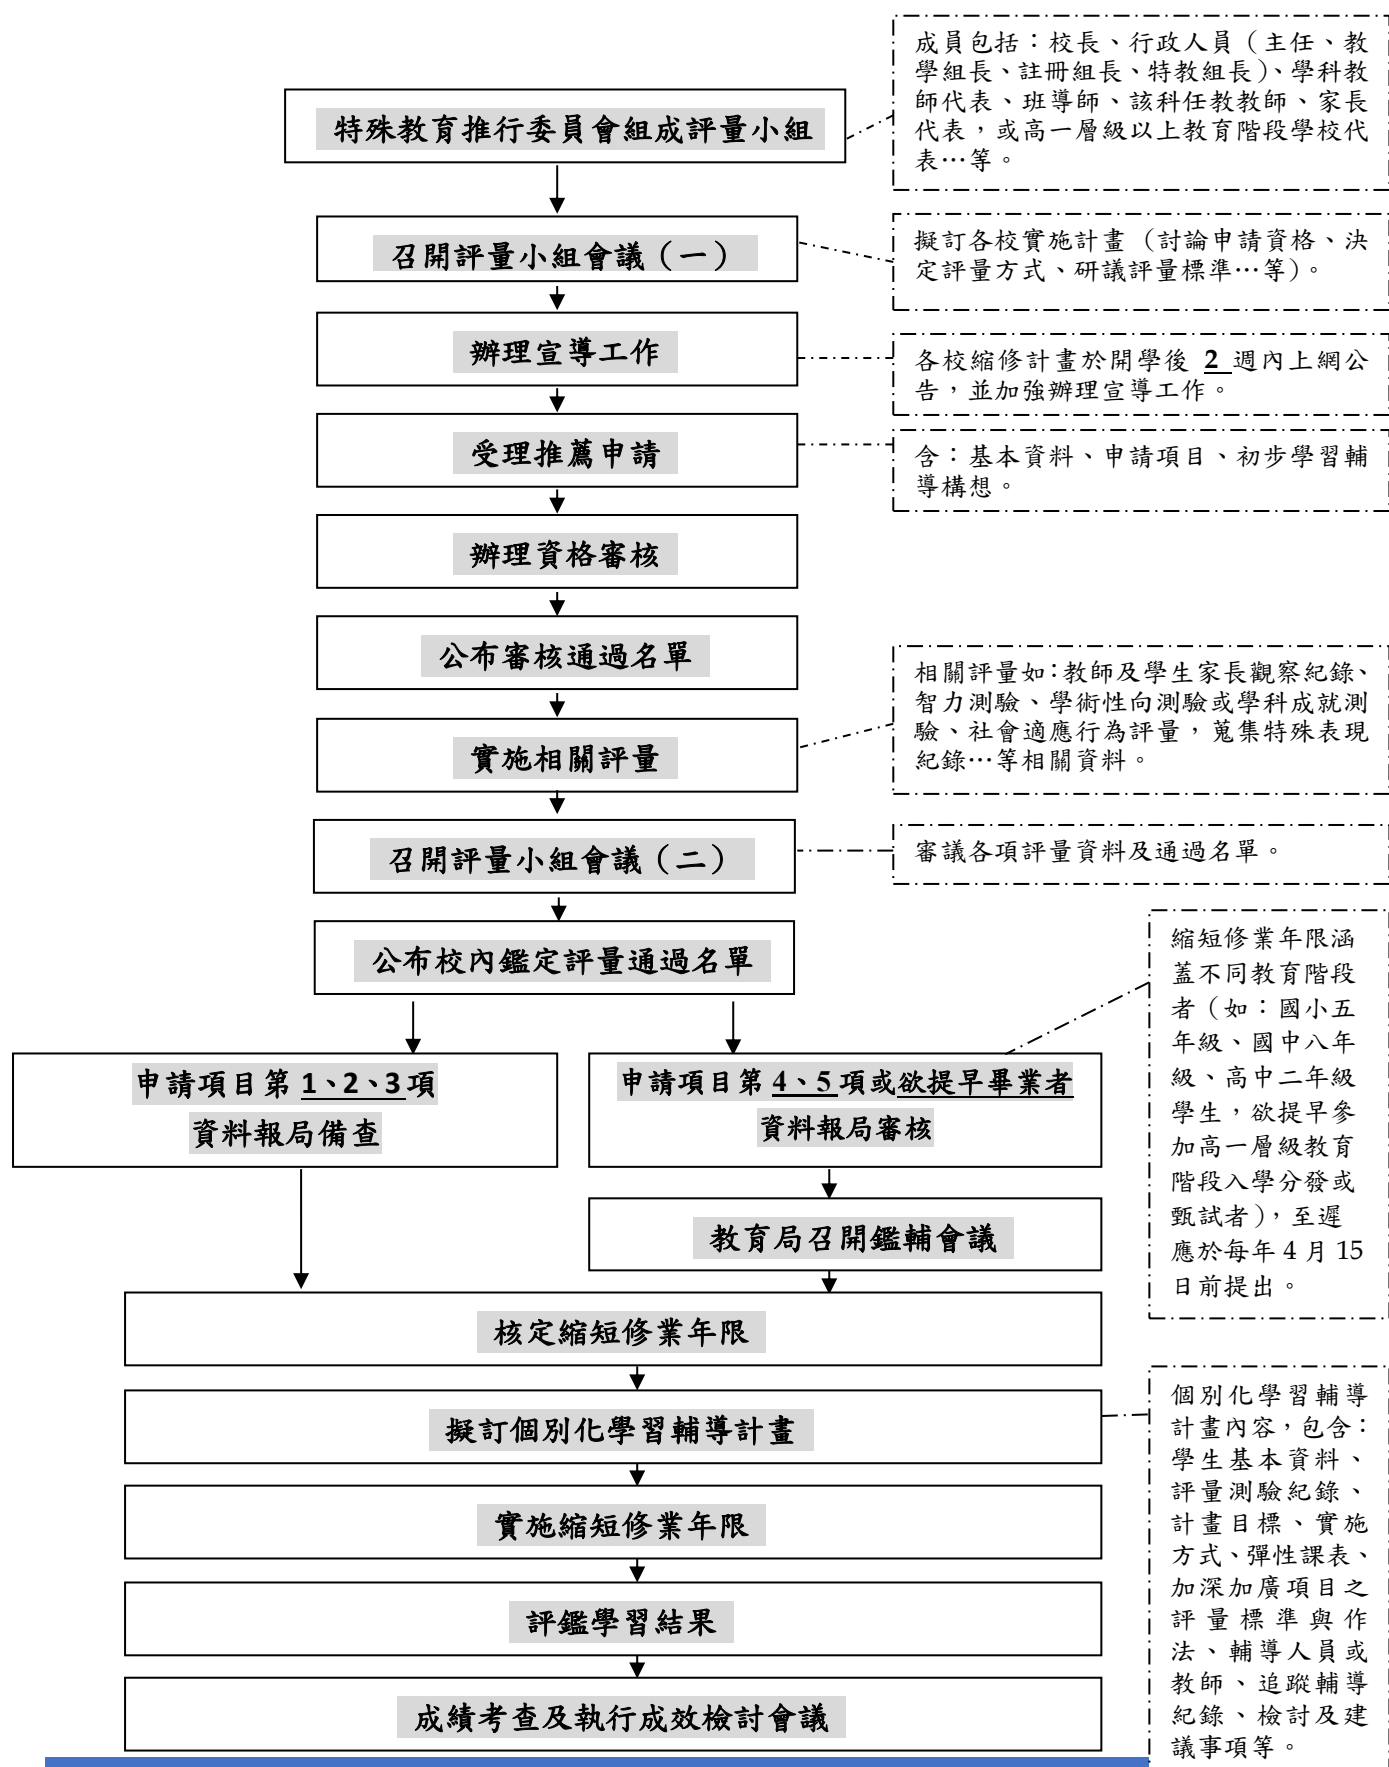 成員包括：校長、行政人員（主任、教
學組長、註冊組長、特教組長）、學科教
師代表、班導師、該科任教教師、家長
代表，或高一層級以上教育階段學校代
表…等。
特殊教育推行委員會組成評量小組
召開評量小組會議（一）
擬訂各校實施計畫（討論申請資格、決
定評量方式、研議評量標準…等）。
辦理宣導工作
各校縮修計畫於開學後 2 週內上網公
告，並加強辦理宣導工作。
受理推薦申請
含：基本資料、申請項目、初步學習輔
導構想。
辦理資格審核
公布審核通過名單
相關評量如：教師及學生家長觀察紀錄、
智力測驗、學術性向測驗或學科成就測
驗、社會適應行為評量，蒐集特殊表現
紀錄…等相關資料。
實施相關評量
召開評量小組會議（二）
審議各項評量資料及通過名單。
公布校內鑑定評量通過名單
縮短修業年限涵
蓋不同教育階段
者（如：國小五
年級、國中八年
級、高中二年級
學生，欲提早參
加高一層級教育
階段入學分發或
甄試者），至遲
應於每年 4 月 15
日前提出。
申請項目第 1、2、3 項
資料報局備查
申請項目第 4、5 項或欲提早畢業者
資料報局審核
教育局召開鑑輔會議
核定縮短修業年限
擬訂個別化學習輔導計畫
個別化學習輔導
計畫內容，包含：
學生基本資料、
評量測驗紀錄、
計畫目標、實施
方式、彈性課表、
加深加廣項目之
評量標準與作
法、輔導人員或
教師、追蹤輔導
紀錄、檢討及建
議事項等。
實施縮短修業年限
評鑑學習結果
成績考查及執行成效檢討會議